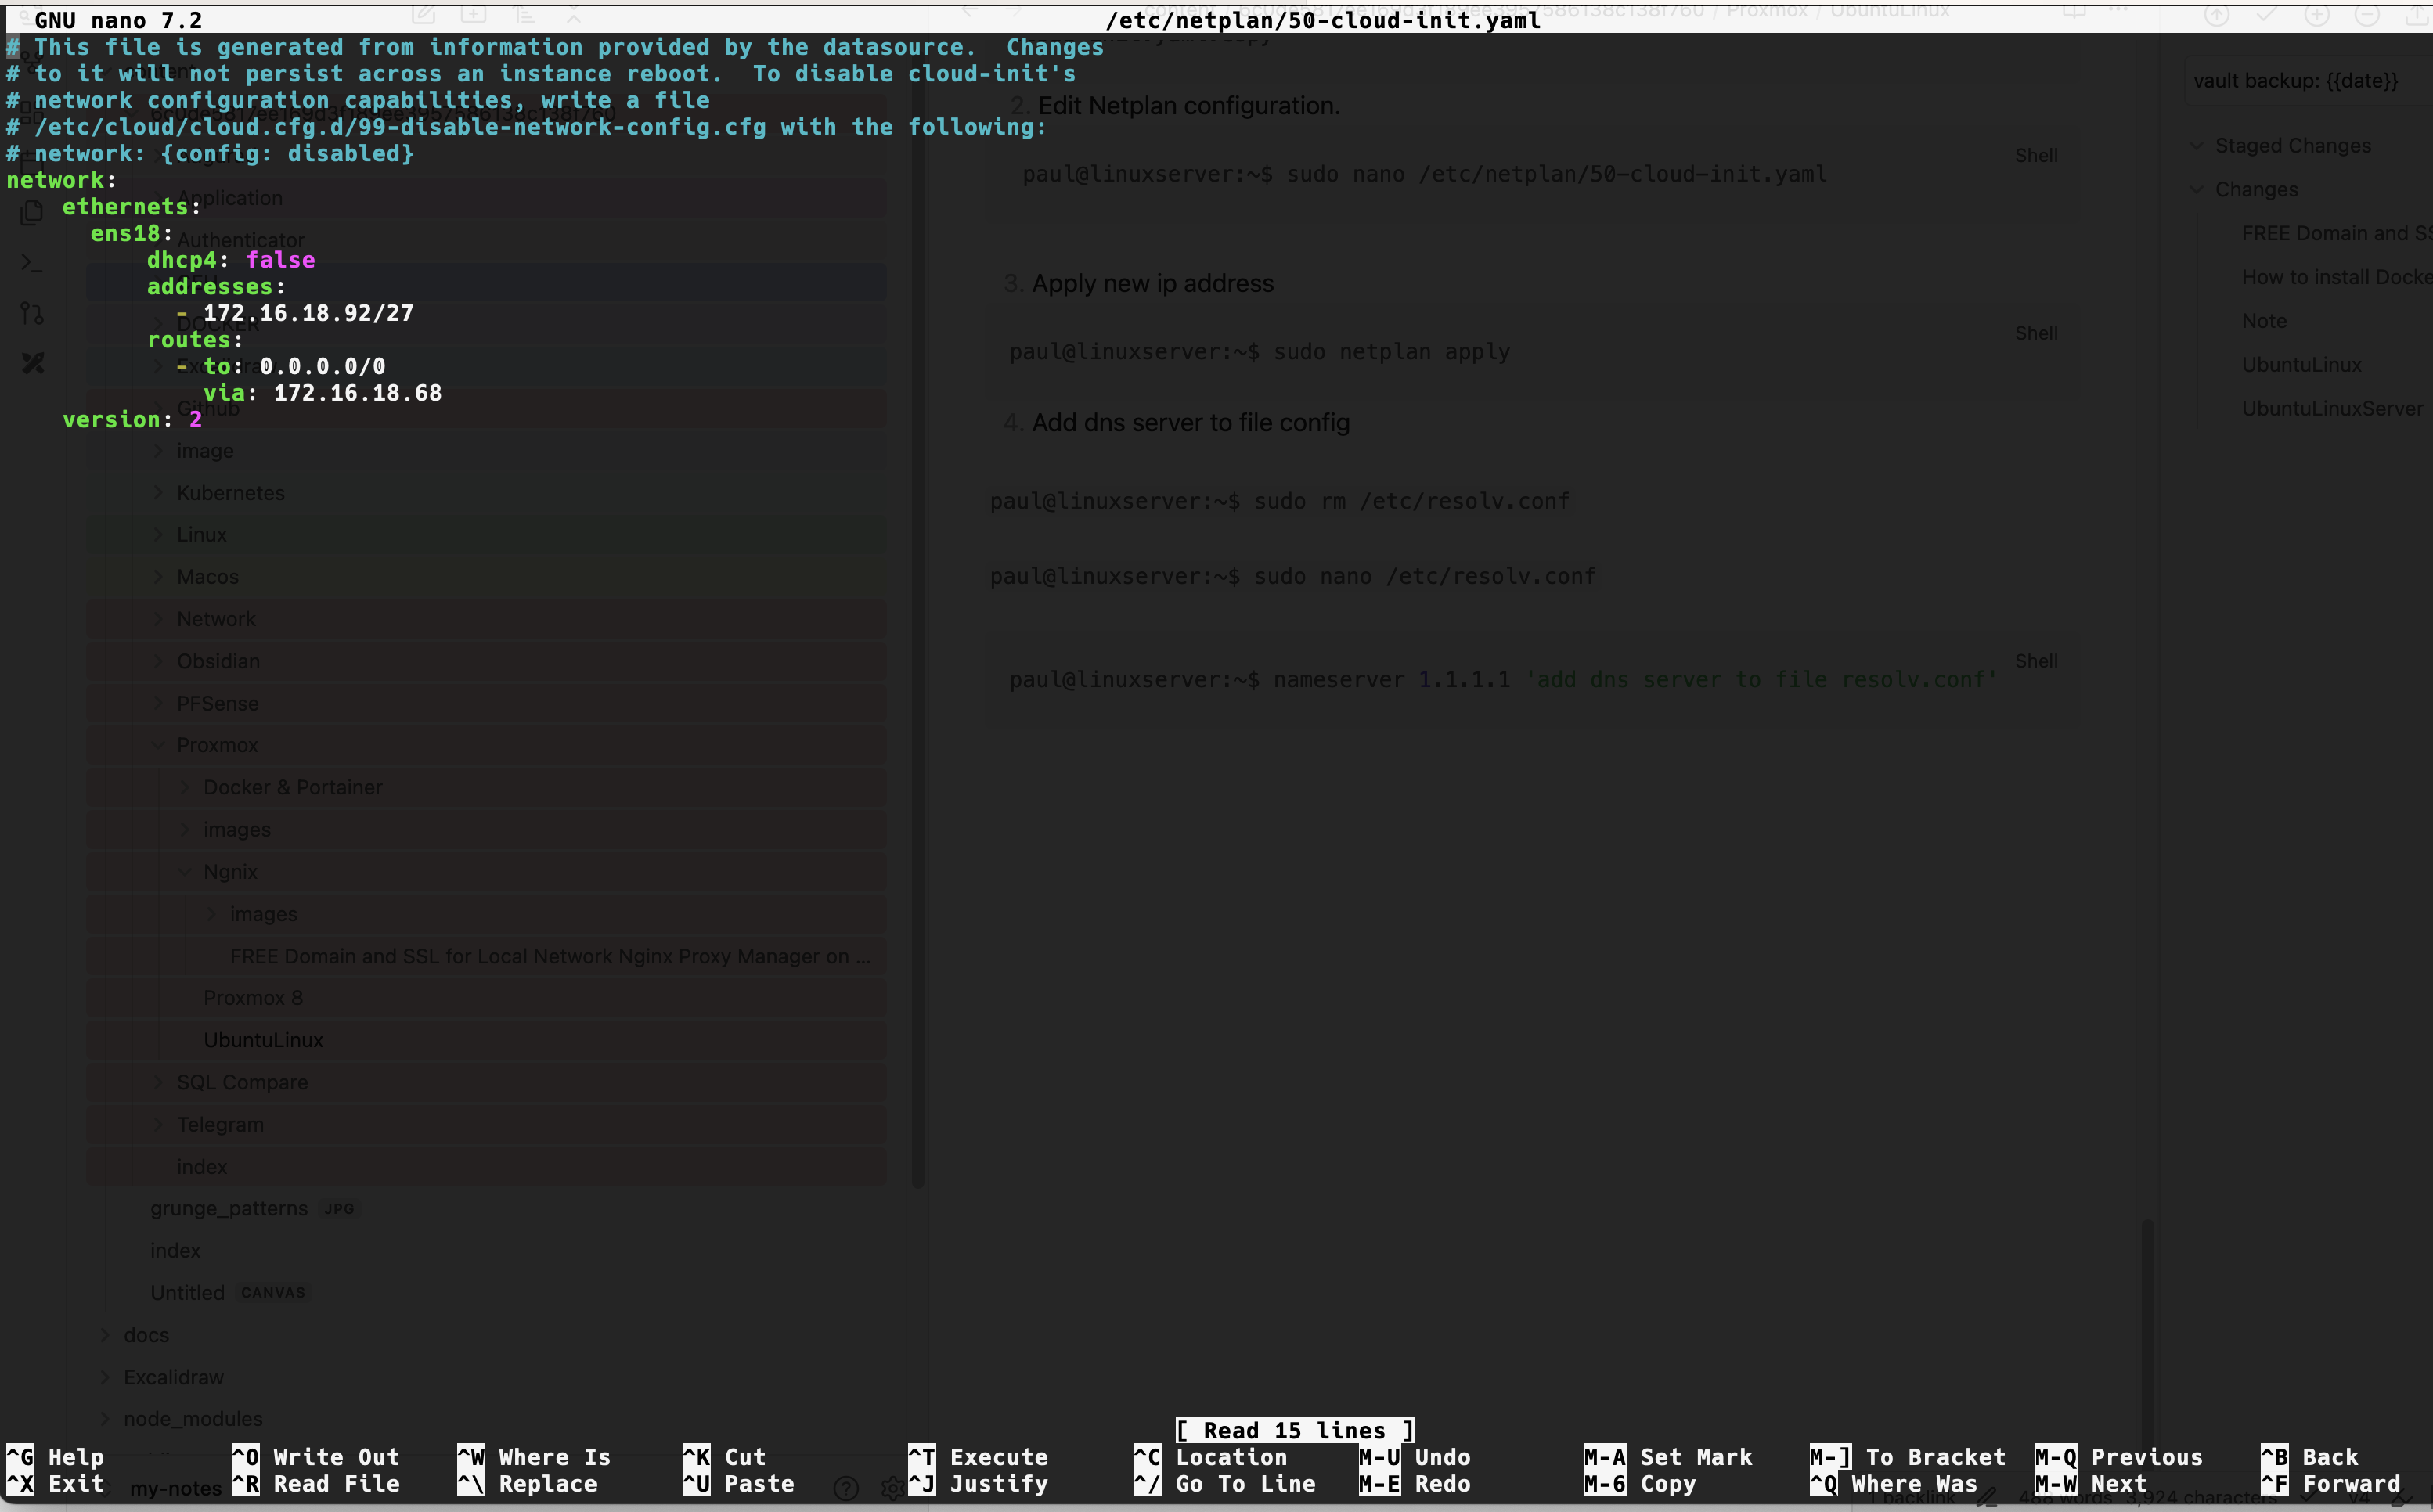 GNU nano 7.2 /etc/netplan/50-cloud-init.yaml
# This file is generated from information provided by the datasource.  Changes
# to it will not persist across an instance reboot.  To disable cloud-init's
# network configuration capabilities, write a file
# /etc/cloud/cloud.cfg.d/99-disable-network-config.cfg with the following:
# network: {config: disabled}
network:
    ethernets:
      ens18:
          dhcp4: false
          addresses:
            - 172.16.18.92/27
          routes:
            - to: 0.0.0.0/0
              via: 172.16.18.68
    version: 2
Application
Authenticator
DOCKER
Github
image
Kubernetes
Linux
Macos
Network
Obsidian
PFSense
Proxmox
Docker & Portainer
images
Ngnix
images
FREE Domain and SSL for Local Network Nginx Proxy Manager on ...
Proxmox 8
UbuntuLinux
SQL Compare
Telegram
index
grunge_patterns JPG
index
Untitled CANVAS
docs
Excalidraw
node_modules
my-notes
/ Proxmox / UbuntuLinux
2. Edit Netplan configuration.
Shell
paul@linuxserver:~$ sudo nano /etc/netplan/50-cloud-init.yaml
3. Apply new ip address
Shell
paul@linuxserver:~$ sudo netplan apply
4. Add dns server to file config
paul@linuxserver:~$ sudo rm /etc/resolv.conf
paul@linuxserver:~$ sudo nano /etc/resolv.conf
Shell
paul@linuxserver:~$ nameserver 1.1.1.1 'add dns server to file resolv.conf'
vault backup: {{date}}
Staged Changes
Changes
FREE Domain and SS
How to install Docke
Note
UbuntuLinux
UbuntuLinuxServer
1 backlink words 3,924 characters
[ Read 15 lines ]
^G Help ^O Write Out ^W Where Is ^K Cut ^T Execute ^C Location M-U Undo M-A Set Mark M-] To Bracket M-Q Previous ^B Back
^X Exit ^R Read File ^\ Replace ^U Paste ^J Justify ^/ Go To Line M-E Redo M-6 Copy ^Q Where Was M-W Next ^F Forward